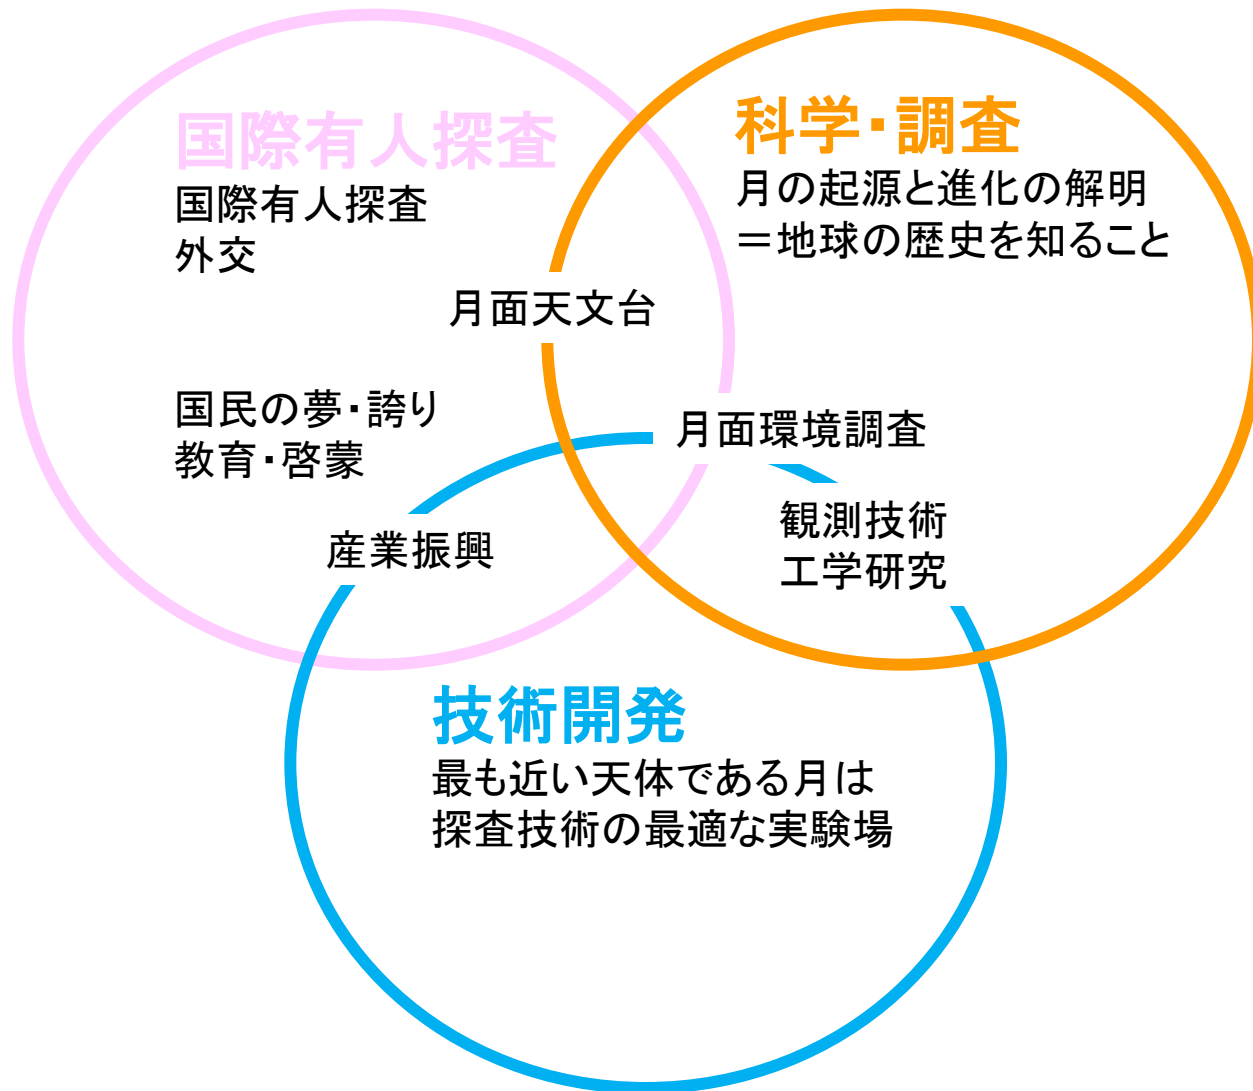 国際有人探査
国際有人探査
外交
科学・調査
月の起源と進化の解明
＝地球の歴史を知ること
月面天文台
国民の夢・誇り
教育・啓蒙
月面環境調査
産業振興
観測技術
工学研究
技術開発
最も近い天体である月は
探査技術の最適な実験場